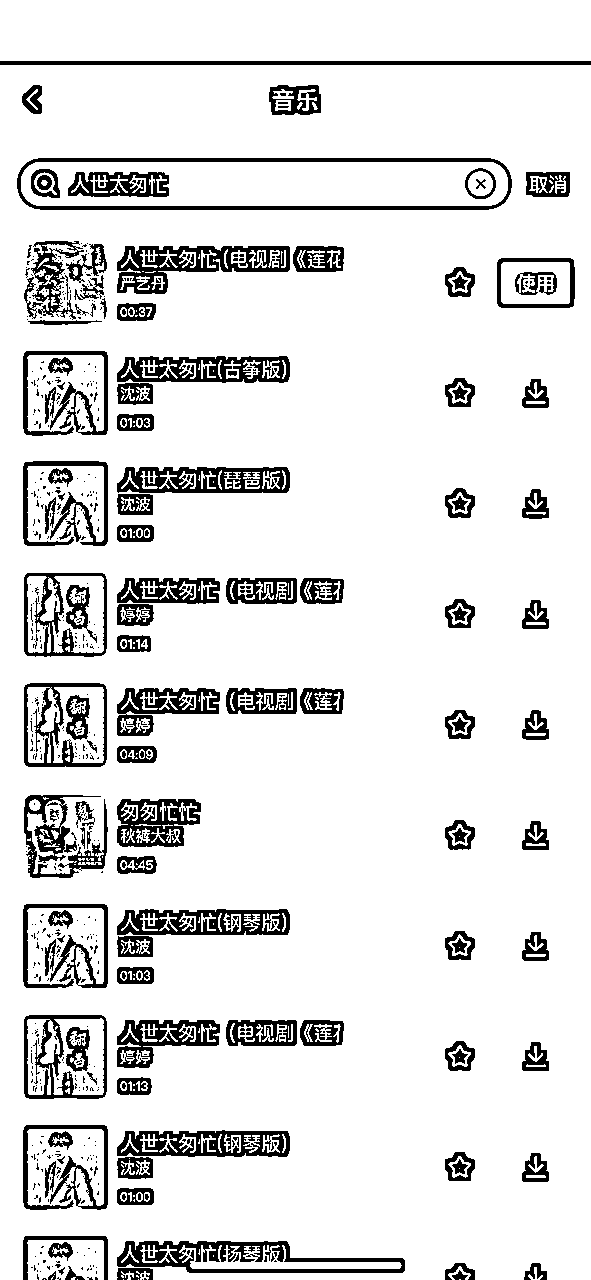 音乐
人世太匆忙
取消
人世太匆忙 (电视剧《莲花
严艺丹
00:37
使用
人世太匆忙(古筝版)
沈波
01:03
人世太匆忙(琵琶版)
沈波
01:00
人世太匆忙 (电视剧《莲
婷婷
01:14
人世太匆忙 (电视剧《莲
婷婷
04:09
匆匆忙忙
秋裤大叔
04:45
人世太匆忙(钢琴版)
沈波
01:03
人世太匆忙 (电视剧《莲
婷婷
01:13
人世太匆忙(钢琴版)
沈波
01:00
人世太匆忙(扬琴版)
沈波